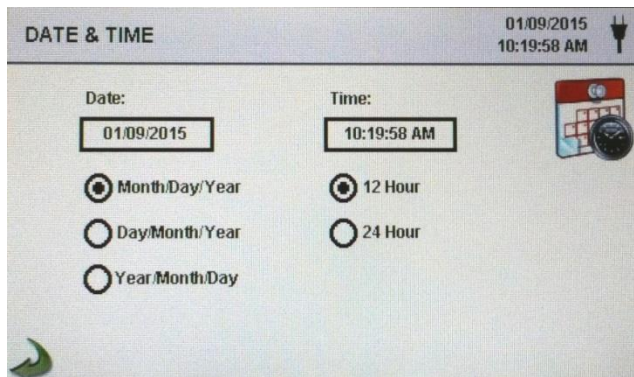 DATE & TIME
01/09/2015
10:19:58 AM
Date:
Time:
01/09/2015
10:19:58 AM
Month/Day/Year
12 Hour
Day/Month/Year
24 Hour
Year/Month/Day